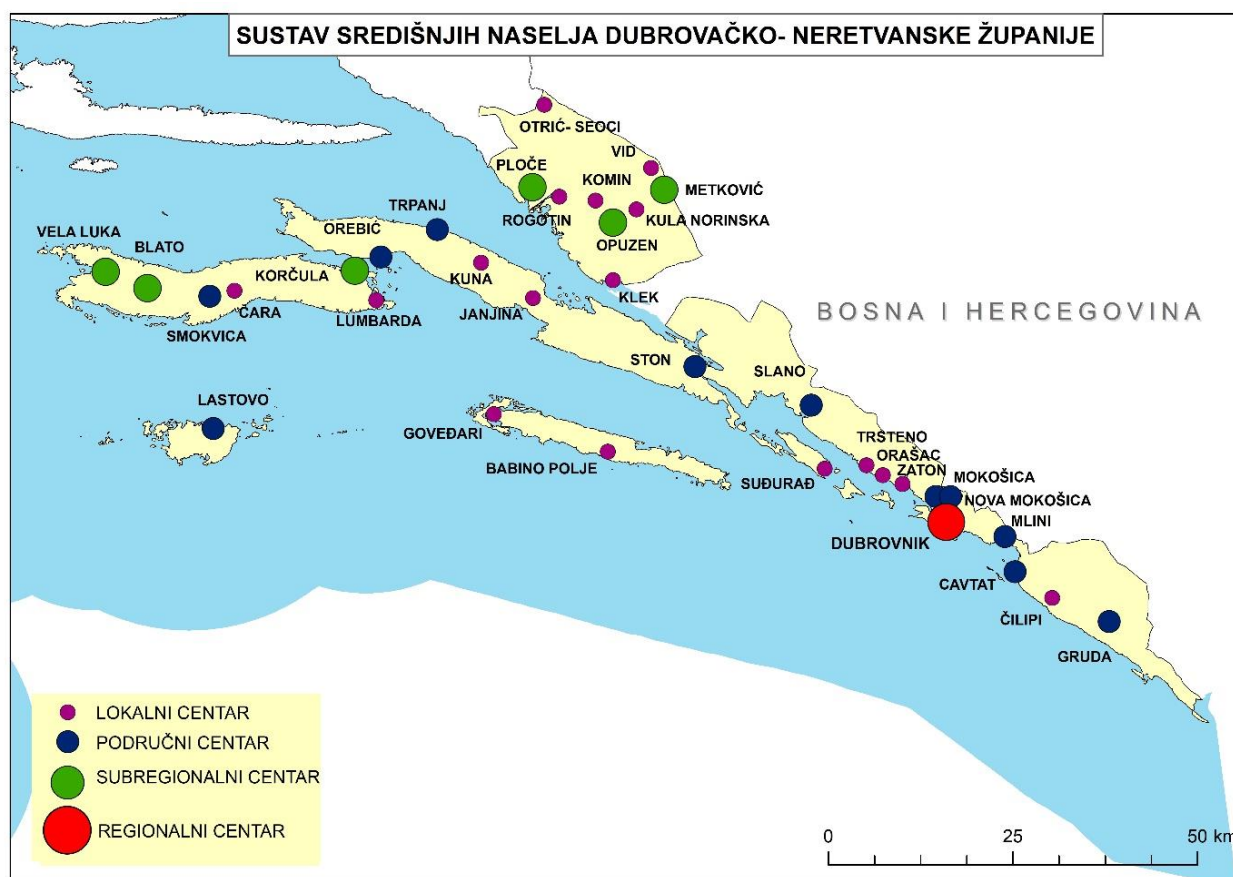 SUSTAV SREDIŠNJIH NASELJA DUBROVAČKO- NERETVANSKE ŽUPANIJE
OTRIĆ- SEOCI
VID
PLOČE
KOMIN
METKOVIĆ
TRPANJ
ROGOTIN
KULA NORINSKA
OREBIĆ
OPUZEN
VELA LUKA
BLATO
KORČULA
KUNA
KLEK
ČARA
LUMBARDA
JANJINA
BOSNA I HERCEGOVINA
SMOKVICA
STON
SLANO
LASTOVO
GOVEĐARI
TRSTENO
ORAŠAC
BABINO POLJE
ZATON
MOKOŠICA
SUĐURAĐ
NOVA MOKOŠICA
MLINI
DUBROVNIK
CAVTAT
ČILIPI
GRUDA
LOKALNI CENTAR
PODRUČNI CENTAR
SUBREGIONALNI CENTAR
REGIONALNI CENTAR
0 25 50 km